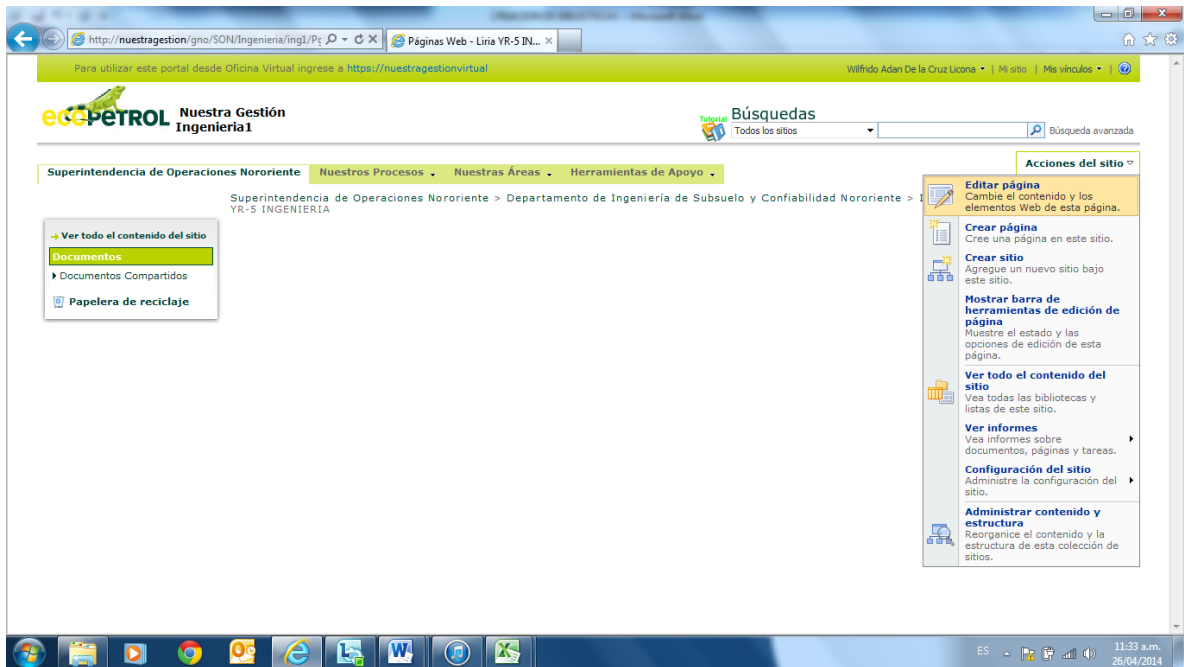 http://nuestragestion/gno/SON/Ingenieria/ing1/Pç
Páginas Web - Liria YR-5 IN...
Para utilizar este portal desde Oficina Virtual ingrese a https://nuestragestionvirtual
Wilfrido Adan De la Cruz Licona | Mi sitio | Mis vínculos |
ecopetrol
Nuestra Gestión
Ingenieria1
Tutorial
Búsquedas
Todos los sitios
Búsqueda avanzada
Acciones del sitio
Superintendencia de Operaciones Nororiente
Nuestros Procesos
Nuestras Áreas
Herramientas de Apoyo
Superintendencia de Operaciones Nororiente > Departamento de Ingeniería de Subsuelo y Confiabilidad Nororiente >
YR-5 INGENIERIA
Ver todo el contenido del sitio
Documentos
Documentos Compartidos
Papelera de reciclaje
Editar página
Cambie el contenido y los
elementos Web de esta página.
Crear página
Cree una página en este sitio.
Crear sitio
Agregue un nuevo sitio bajo
este sitio.
Mostrar barra de
herramientas de edición de
página
Muestre el estado y las
opciones de edición de esta
página.
Ver todo el contenido del
sitio
Vea todas las bibliotecas y
listas de este sitio.
Ver informes
Vea informes sobre
documentos, páginas y tareas.
Configuración del sitio
Administre la configuración del
sitio.
Administrar contenido y
estructura
Reorganice el contenido y la
estructura de esta colección de
sitios.
ES
11:33 a.m.
26/04/2014